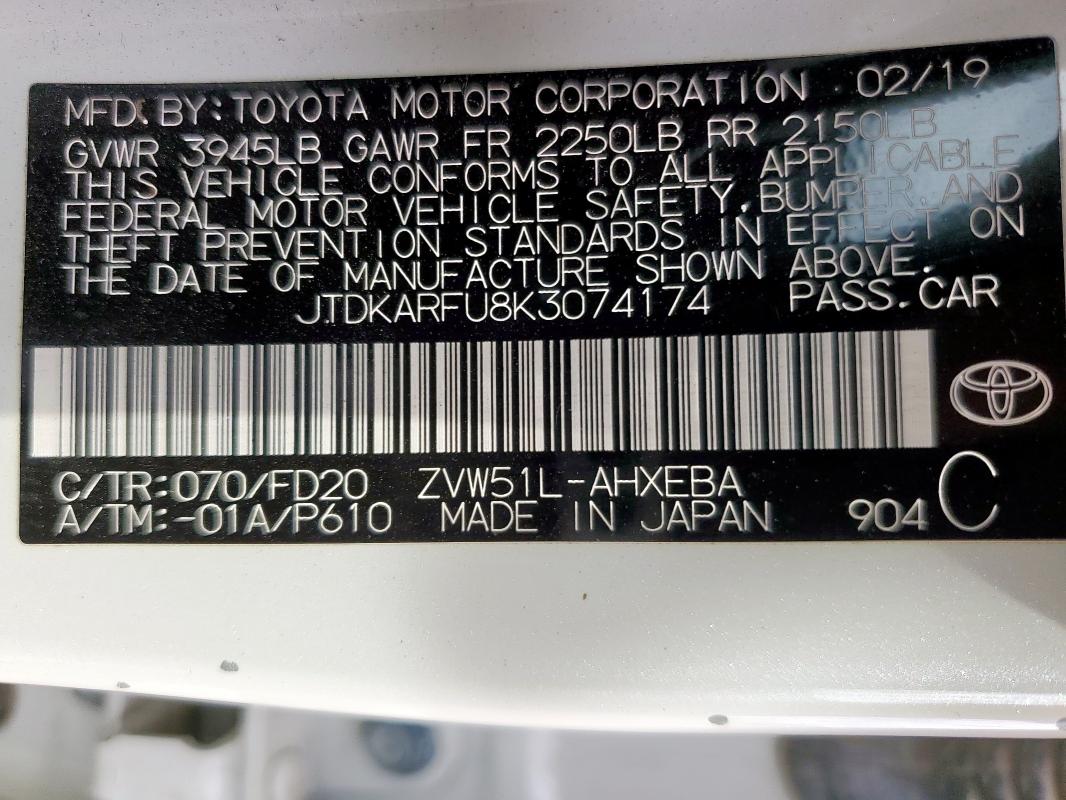 MFD. BY: TOYOTA MOTOR CORPORATION 02/19
GVWR 3945LB GAWR FR 2250LB RR 2150LB
THIS VEHICLE CONFORMS TO ALL APPLICABLE
FEDERAL MOTOR VEHICLE SAFETY, BUMPER, AND
THEFT PREVENTION STANDARDS IN EFFECT ON
THE DATE OF MANUFACTURE SHOWN ABOVE.
JTDKARFU8K3074174 PASS. CAR
C/TR: 070/FD20 ZVW51L-AHXEBA
A/TM: -01A/P610 MADE IN JAPAN 904 C